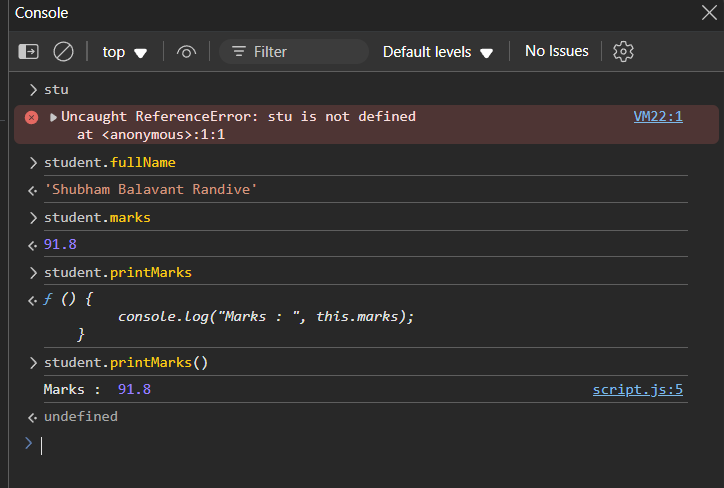 Console
top Filter Default levels No Issues
> stu
Uncaught ReferenceError: stu is not defined VM22:1
at <anonymous>:1:1
> student.fullName
'Shubham Balavant Randive'
> student.marks
91.8
> student.printMarks
ƒ () {
console.log("Marks : ", this.marks);
}
> student.printMarks()
Marks :  91.8 script.js:5
undefined
>